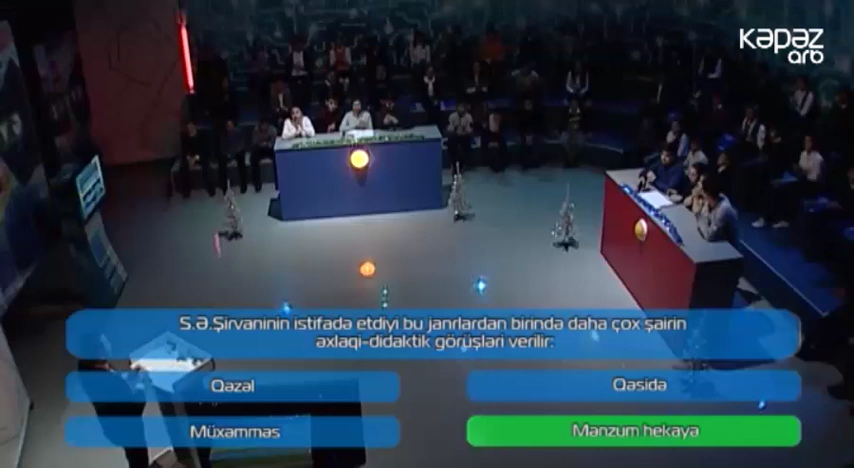 Kəpəz
arb
S.Ə.Şirvaninin istifadə etdiyi bu janrlardan birində daha çox şairin
əxlaqi-didaktik görüşləri verilir:
Qəzəl
Qəsidə
Müxəmməs
Mənzum hekayə